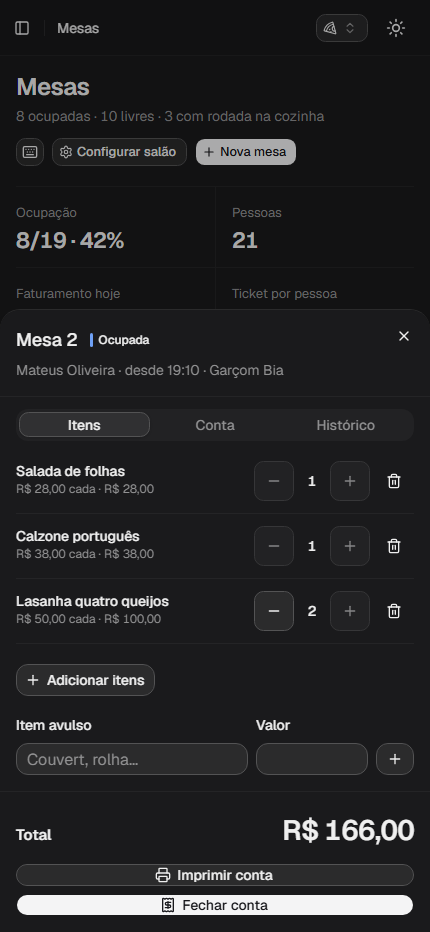 Mesas
Mesas
8 ocupadas · 10 livres · 3 com rodada na cozinha
Configurar salão
Nova mesa
Ocupação
Pessoas
8/19 · 42%
21
Faturamento hoje
Ticket por pessoa
Mesa 2
Ocupada
Mateus Oliveira · desde 19:10 · Garçom Bia
Itens
Conta
Histórico
Salada de folhas
R$ 28,00 cada · R$ 28,00
1
Calzone português
R$ 38,00 cada · R$ 38,00
1
Lasanha quatro queijos
R$ 50,00 cada · R$ 100,00
2
Adicionar itens
Item avulso
Valor
Couvert, rolha...
Total
R$ 166,00
Imprimir conta
Fechar conta